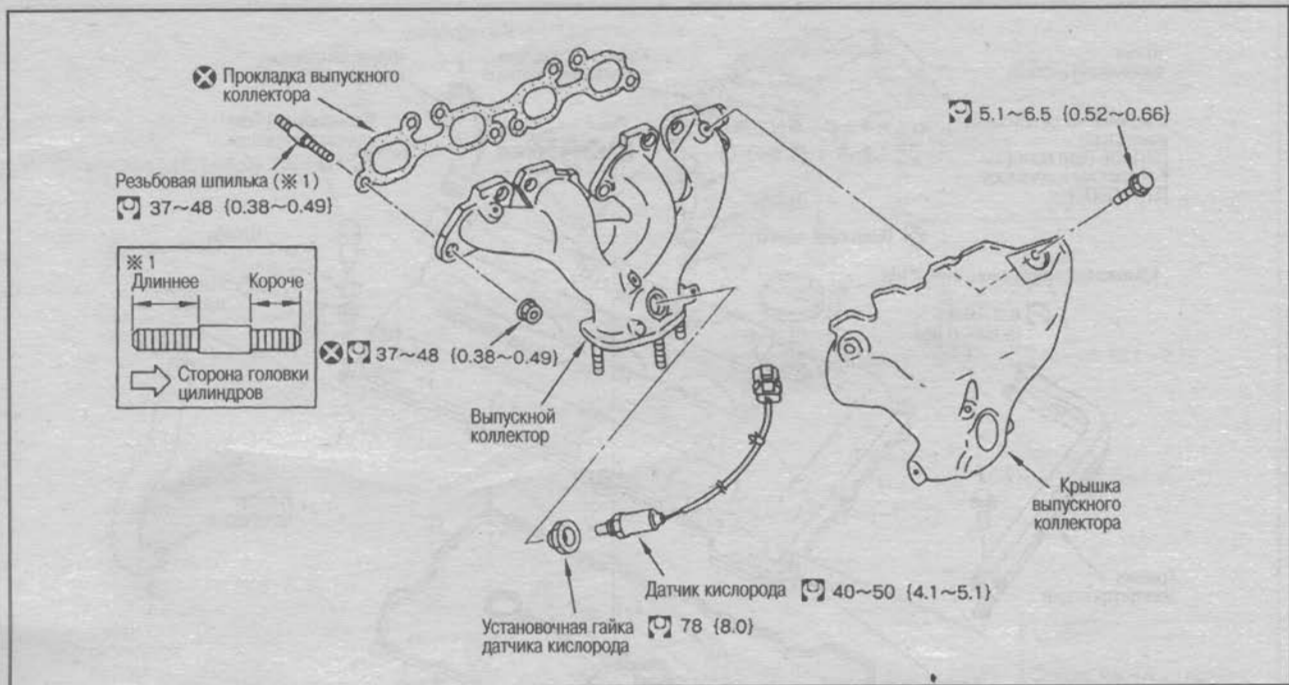 Прокладка выпускного
коллектора
5.1~6.5 {0.52~0.66}
Резьбовая шпилька (※ 1)
37~48 {0.38~0.49}
※ 1
Длиннее Короче
Сторона головки
цилиндров
37~48 {0.38~0.49}
Выпускной
коллектор
Крышка
выпускного
коллектора
Датчик кислорода 40~50 {4.1~5.1}
Установочная гайка 78 {8.0}
датчика кислорода